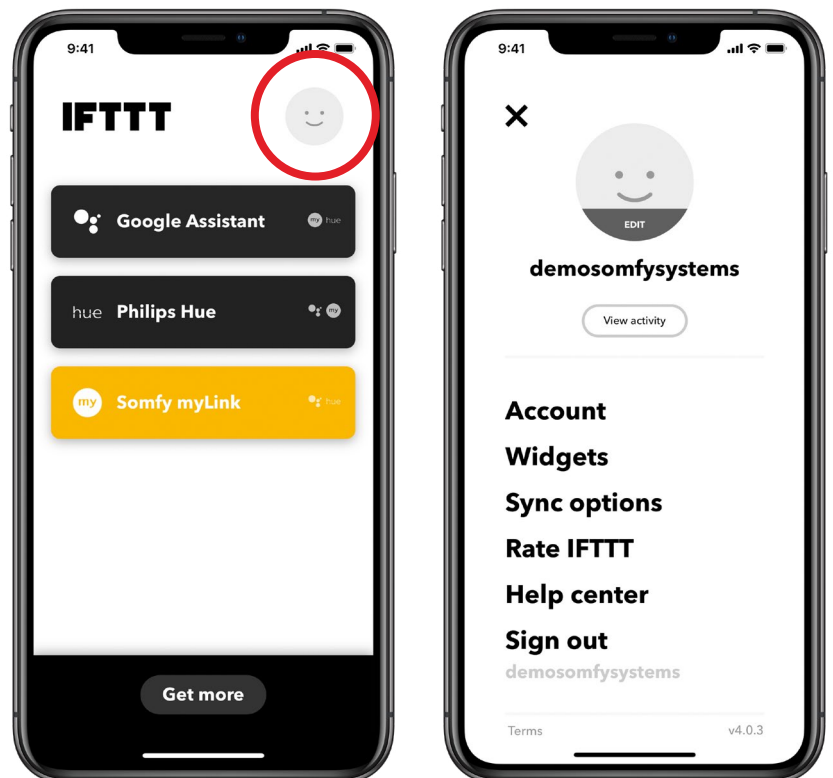 9:41
IFTTT
Google Assistant my hue
hue Philips Hue my
my Somfy myLink hue
Get more
9:41
EDIT
demosomfysystems
View activity
Account
Widgets
Sync options
Rate IFTTT
Help center
Sign out
demosomfysystems
Terms v4.0.3